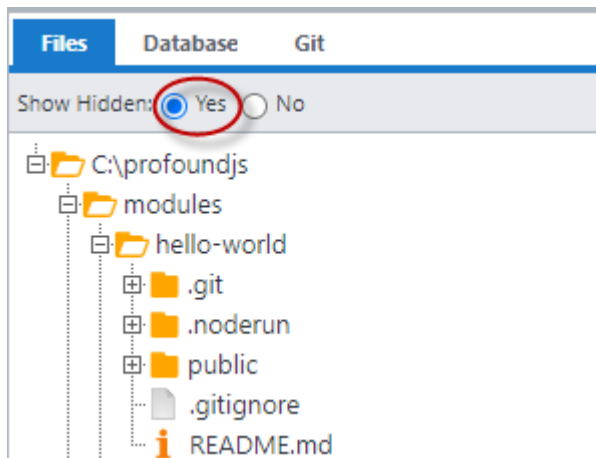 Files Database Git
Show Hidden: Yes No
C:\profoundjs
modules
hello-world
.git
.noderun
public
.gitignore
README.md